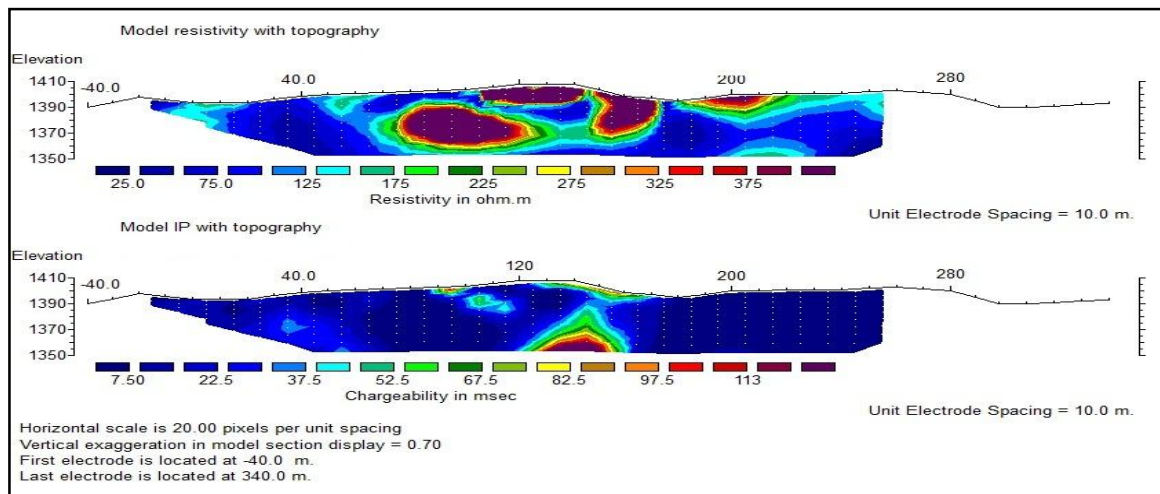 Model resistivity with topography
Elevation
1410 -40.0 40.0 200 280
1390
1370
1350
25.0 75.0 125 175 225 275 325 375
Resistivity in ohm.m
Unit Electrode Spacing = 10.0 m.
Model IP with topography
Elevation
1410 -40.0 40.0 120 200 280
1390
1370
1350
7.50 22.5 37.5 52.5 67.5 82.5 97.5 113
Chargeability in msec
Unit Electrode Spacing = 10.0 m.
Horizontal scale is 20.00 pixels per unit spacing
Vertical exaggeration in model section display = 0.70
First electrode is located at -40.0 m.
Last electrode is located at 340.0 m.